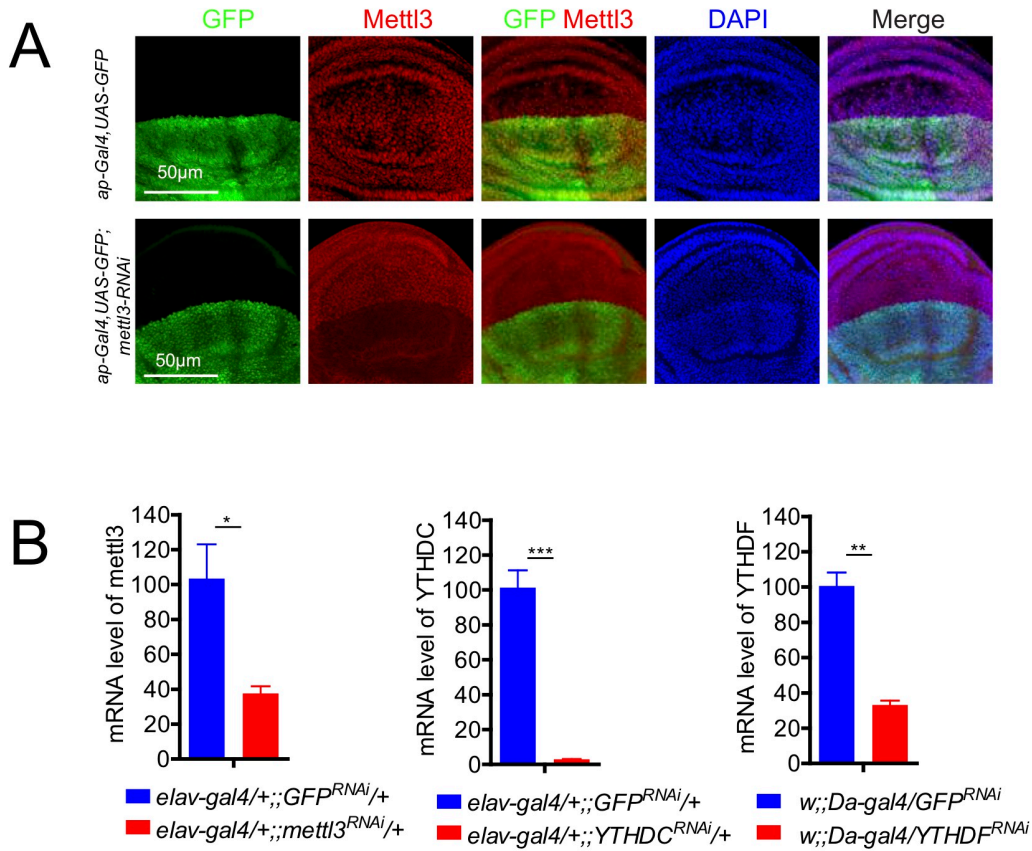 A
GFP Mettl3 GFP Mettl3 DAPI Merge
ap-Gal4,UAS-GFP
50µm
ap-Gal4,UAS-GFP;
mettl3-RNAi
50µm
B
mRNA level of mettl3
140
120
100
80
60
40
20
0
*
elav-gal4/+;;GFP^RNAi/+
elav-gal4/+;;mettl3^RNAi/+
mRNA level of YTHDC
140
120
100
80
60
40
20
0
***
elav-gal4/+;;GFP^RNAi/+
elav-gal4/+;;YTHDC^RNAi/+
mRNA level of YTHDF
140
120
100
80
60
40
20
0
**
w;;Da-gal4/GFP^RNAi
w;;Da-gal4/YTHDF^RNAi